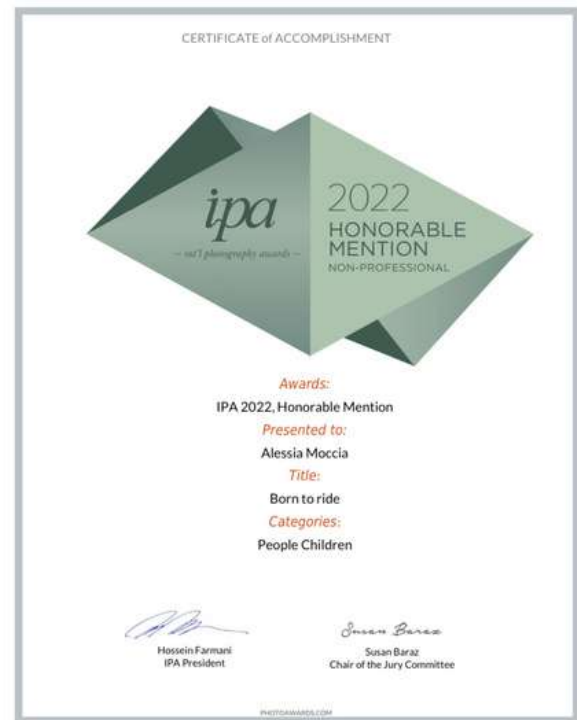 CERTIFICATE of ACCOMPLISHMENT
ipa
— int'l photography awards —
2022
HONORABLE
MENTION
NON-PROFESSIONAL
Awards:
IPA 2022, Honorable Mention
Presented to:
Alessia Moccia
Title:
Born to ride
Categories:
People Children
Susan Baraz
Hossein Farmani
IPA President
Susan Baraz
Chair of the Jury Committee
PHOTOAWARDS.COM